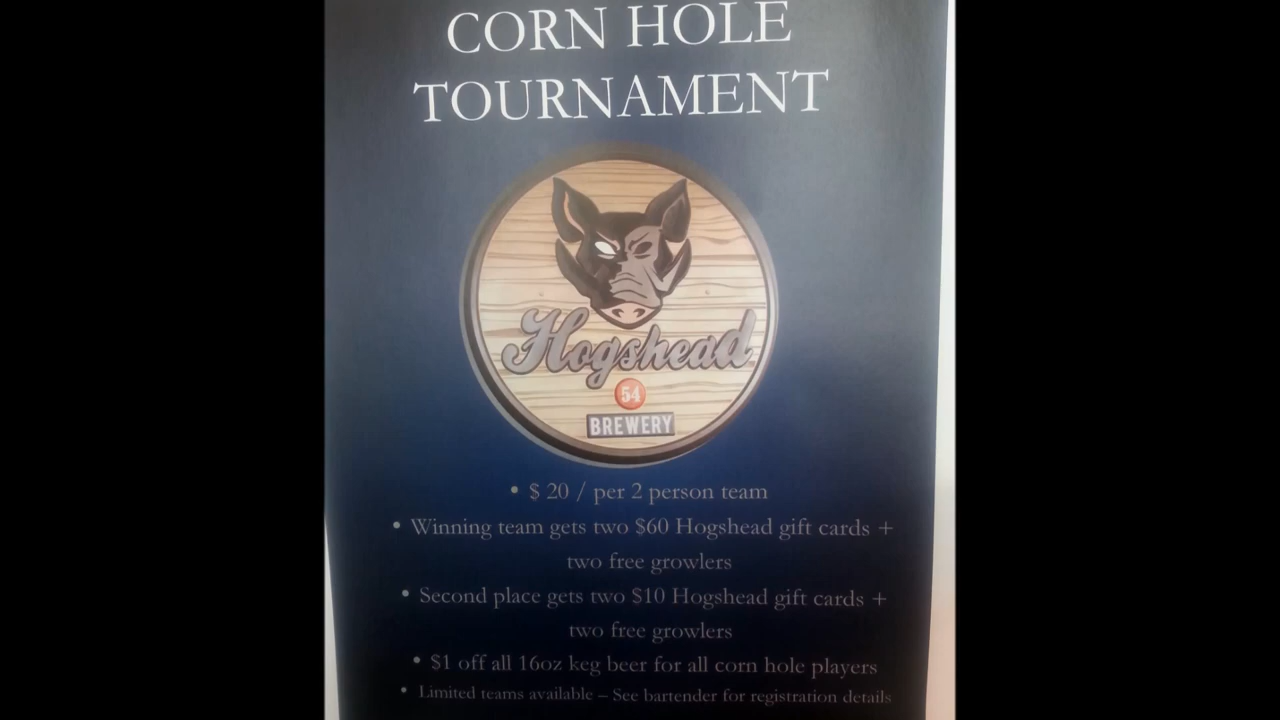 CORN HOLE
TOURNAMENT
Hogshead
54
BREWERY
• $ 20 / per 2 person team
• Winning team gets two $60 Hogshead gift cards +
two free growlers
• Second place gets two $10 Hogshead gift cards +
two free growlers
• $1 off all 16oz keg beer for all corn hole players
• Limited teams available – See bartender for registration details